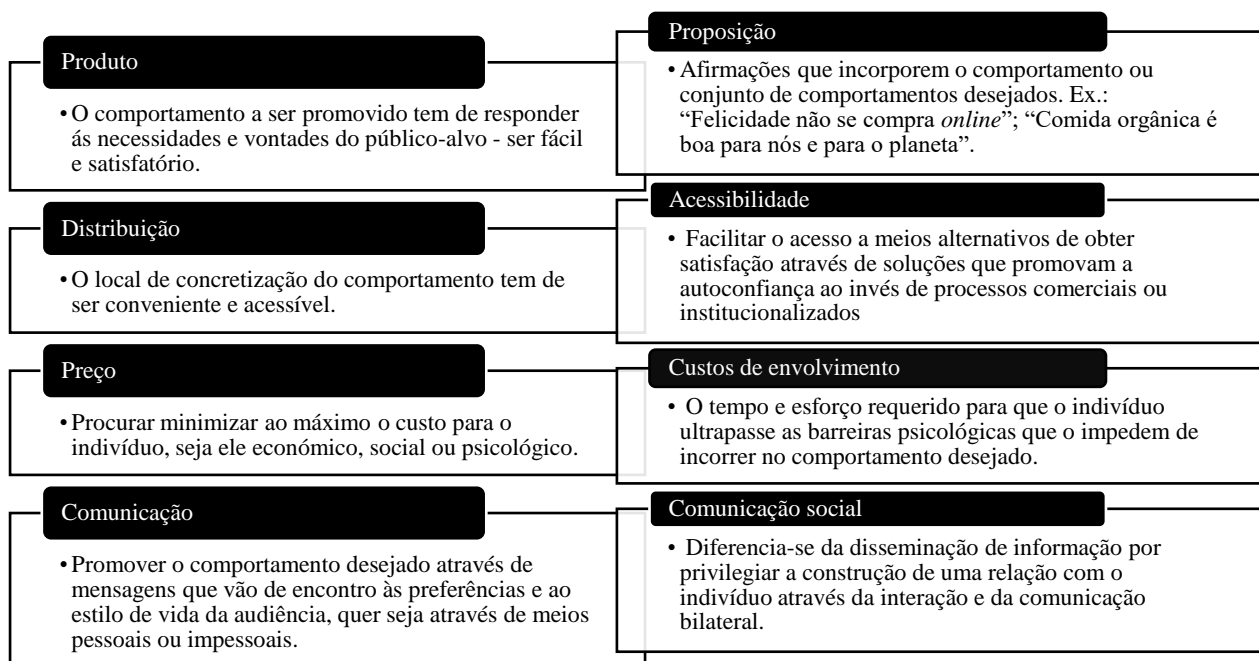 Produto
•O comportamento a ser promovido tem de responder
ás necessidades e vontades do público-alvo - ser fácil
e satisfatório.
Distribuição
•O local de concretização do comportamento tem de
ser conveniente e acessível.
Preço
•Procurar minimizar ao máximo o custo para o
indivíduo, seja ele económico, social ou psicológico.
Comunicação
•Promover o comportamento desejado através de
mensagens que vão de encontro às preferências e ao
estilo de vida da audiência, quer seja através de meios
pessoais ou impessoais.
Proposição
•Afirmações que incorporem o comportamento ou
conjunto de comportamentos desejados. Ex.:
“Felicidade não se compra online”; “Comida orgânica é
boa para nós e para o planeta”.
Acessibilidade
• Facilitar o acesso a meios alternativos de obter
satisfação através de soluções que promovam a
autoconfiança ao invés de processos comerciais ou
institucionalizados
Custos de envolvimento
• O tempo e esforço requerido para que o indivíduo
ultrapasse as barreiras psicológicas que o impedem de
incorrer no comportamento desejado.
Comunicação social
• Diferencia-se da disseminação de informação por
privilegiar a construção de uma relação com o
indivíduo através da interação e da comunicação
bilateral.